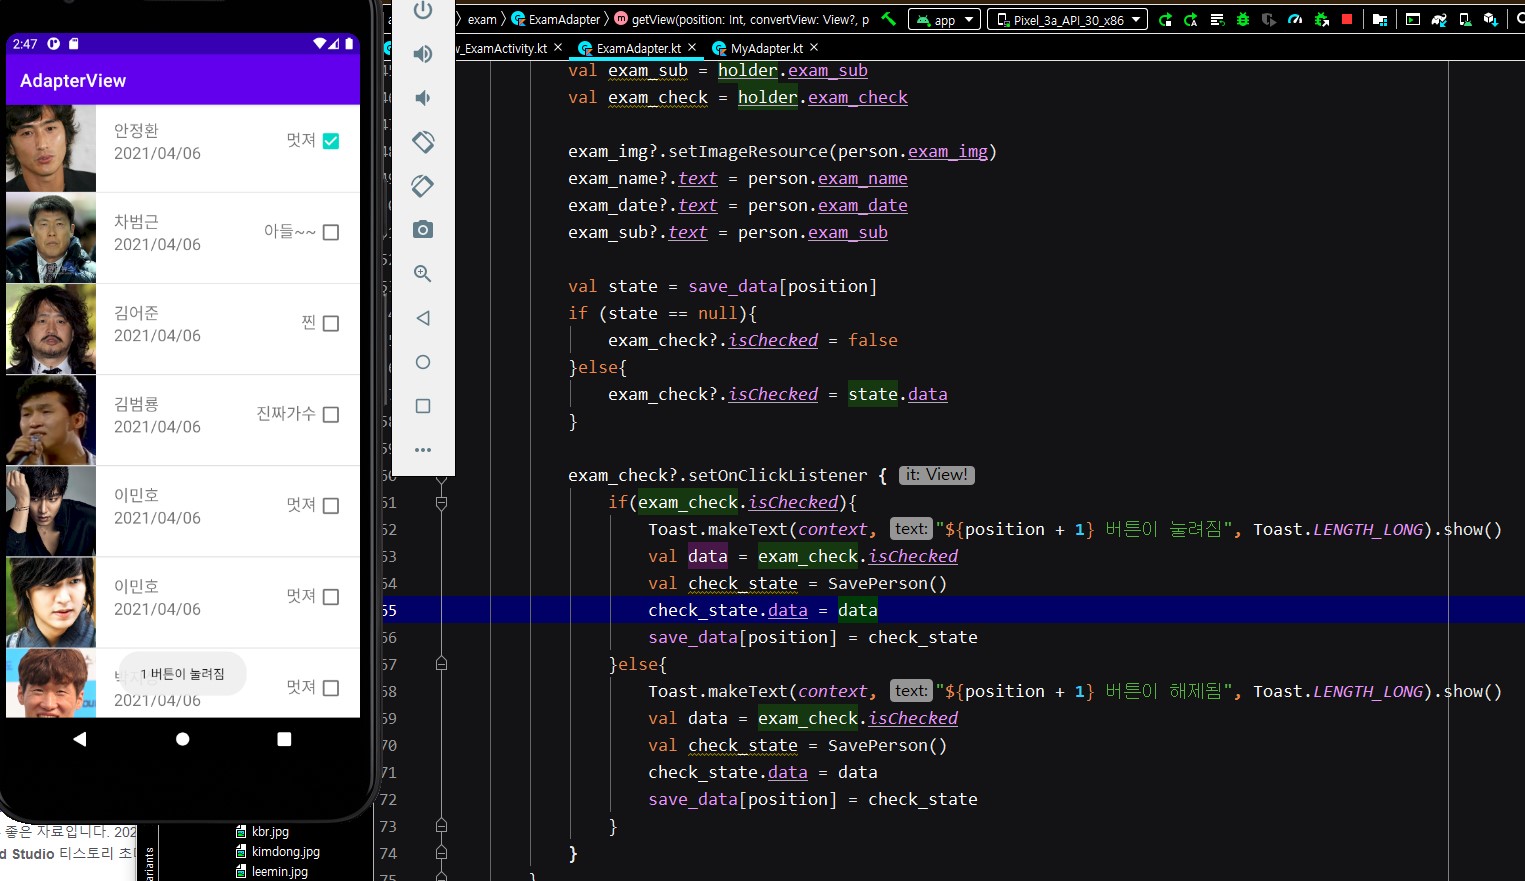 exam
ExamAdapter
getView(position: Int, convertView: View?, p
app
Pixel_3a_API_30_x86
_ExamActivity.kt
ExamAdapter.kt
MyAdapter.kt
2:47
AdapterView
안정환
2021/04/06
멋져
차범근
2021/04/06
아들~~
김어준
2021/04/06
찐
김범룡
2021/04/06
진짜가수
이민호
2021/04/06
멋져
이민호
2021/04/06
멋져
1 버튼이 눌려짐
2021/04/06
멋져
val exam_sub = holder.exam_sub
val exam_check = holder.exam_check
exam_img?.setImageResource(person.exam_img)
exam_name?.text = person.exam_name
exam_date?.text = person.exam_date
exam_sub?.text = person.exam_sub
val state = save_data[position]
if (state == null){
exam_check?.isChecked = false
}else{
exam_check?.isChecked = state.data
}
exam_check?.setOnClickListener { it: View!
if(exam_check.isChecked){
Toast.makeText(context, text: "${position + 1} 버튼이 눌려짐", Toast.LENGTH_LONG).show()
val data = exam_check.isChecked
val check_state = SavePerson()
65 check_state.data = data
66 save_data[position] = check_state
67 }else{
68 Toast.makeText(context, text: "${position + 1} 버튼이 해제됨", Toast.LENGTH_LONG).show()
69 val data = exam_check.isChecked
70 val check_state = SavePerson()
71 check_state.data = data
72 save_data[position] = check_state
73 }
74 }
75 }
좋은 자료입니다. 202
d Studio 티스토리 초
ariants
kbr.jpg
kimdong.jpg
leemin.jpg